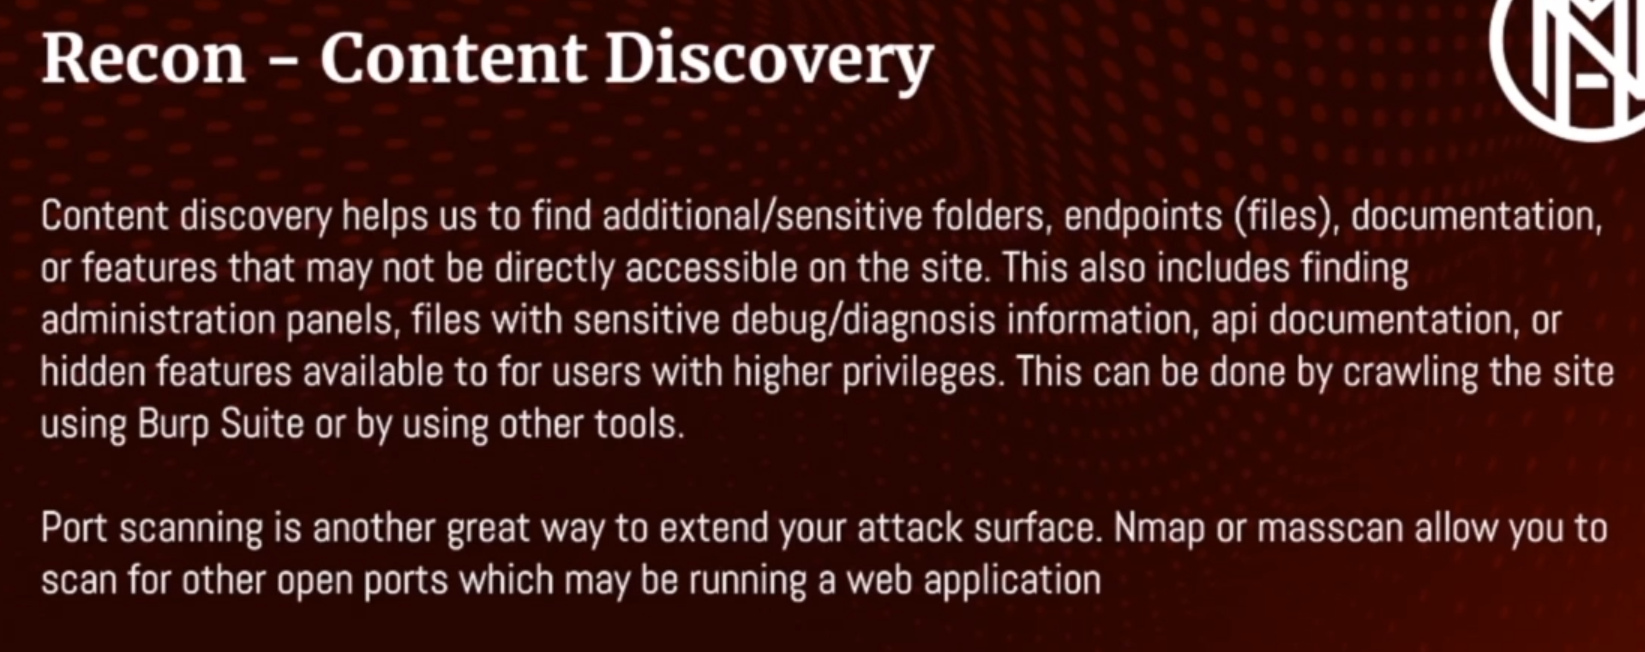 Recon – Content Discovery
Content discovery helps us to find additional/sensitive folders, endpoints (files), documentation,
or features that may not be directly accessible on the site. This also includes finding
administration panels, files with sensitive debug/diagnosis information, api documentation, or
hidden features available to for users with higher privileges. This can be done by crawling the site
using Burp Suite or by using other tools.
Port scanning is another great way to extend your attack surface. Nmap or masscan allow you to
scan for other open ports which may be running a web application